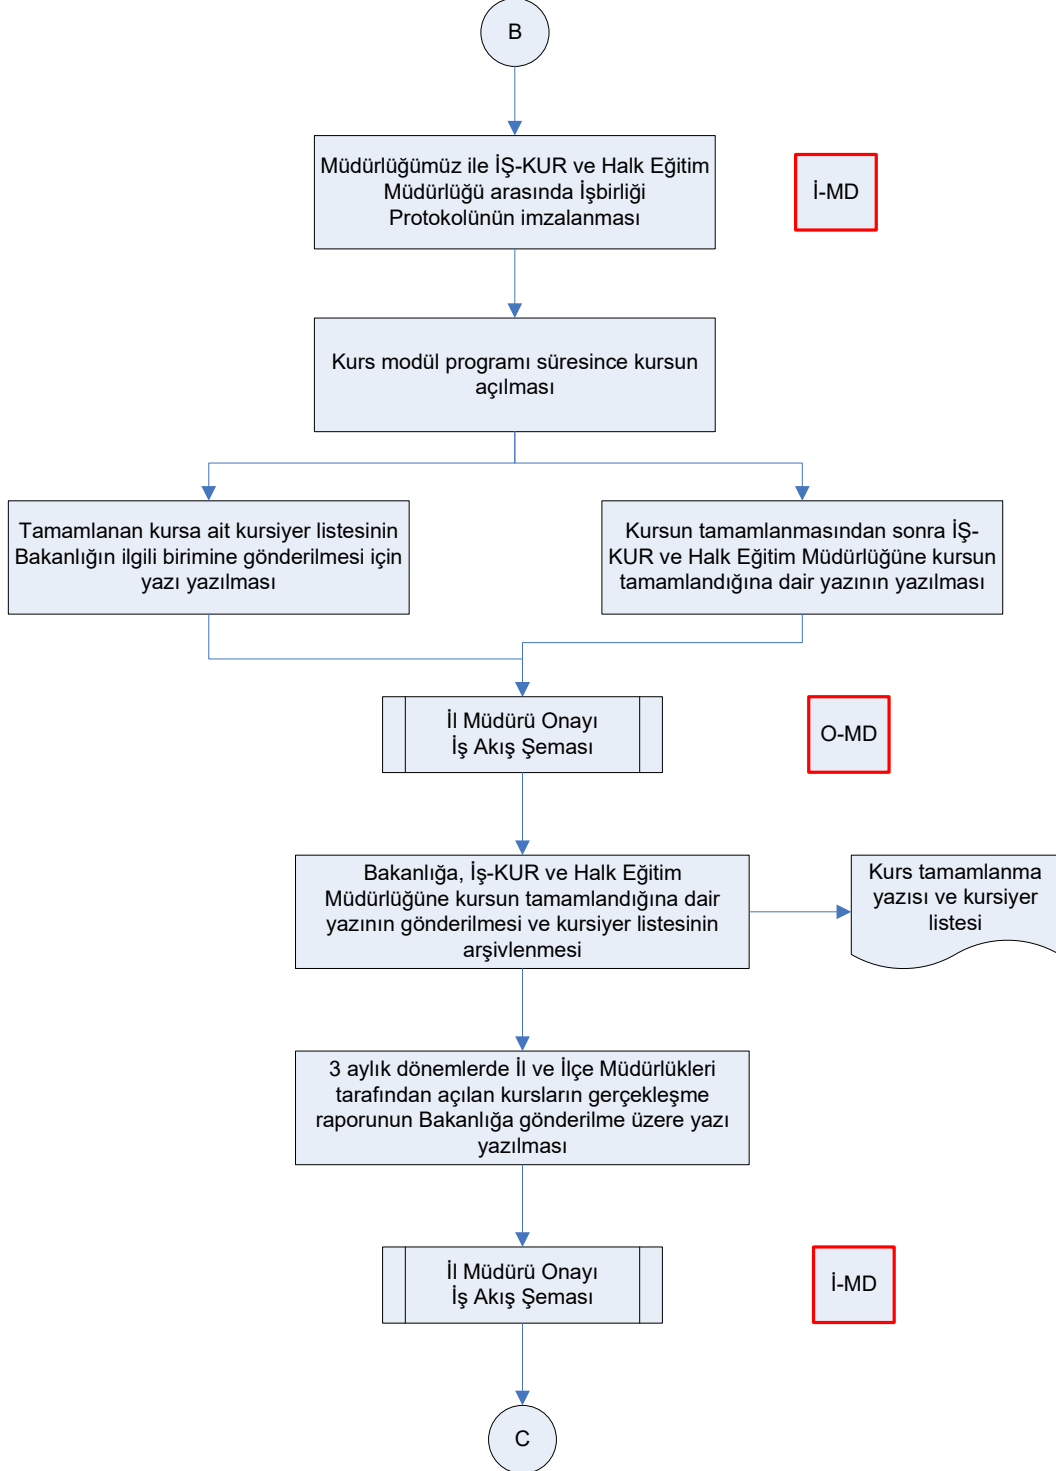 B
Müdürlüğümüz ile İŞ-KUR ve Halk Eğitim
Müdürlüğü arasında İşbirliği
Protokolünün imzalanması
İ-MD
Kurs modül programı süresince kursun
açılması
Tamamlanan kursa ait kursiyer listesinin
Bakanlığın ilgili birimine gönderilmesi için
yazı yazılması
Kursun tamamlanmasından sonra İŞ-
KUR ve Halk Eğitim Müdürlüğüne kursun
tamamlandığına dair yazının yazılması
İl Müdürü Onayı
İş Akış Şeması
O-MD
Bakanlığa, İş-KUR ve Halk Eğitim
Müdürlüğüne kursun tamamlandığına dair
yazının gönderilmesi ve kursiyer listesinin
arşivlenmesi
Kurs tamamlanma
yazısı ve kursiyer
listesi
3 aylık dönemlerde İl ve İlçe Müdürlükleri
tarafından açılan kursların gerçekleşme
raporunun Bakanlığa gönderilme üzere yazı
yazılması
İl Müdürü Onayı
İş Akış Şeması
İ-MD
C